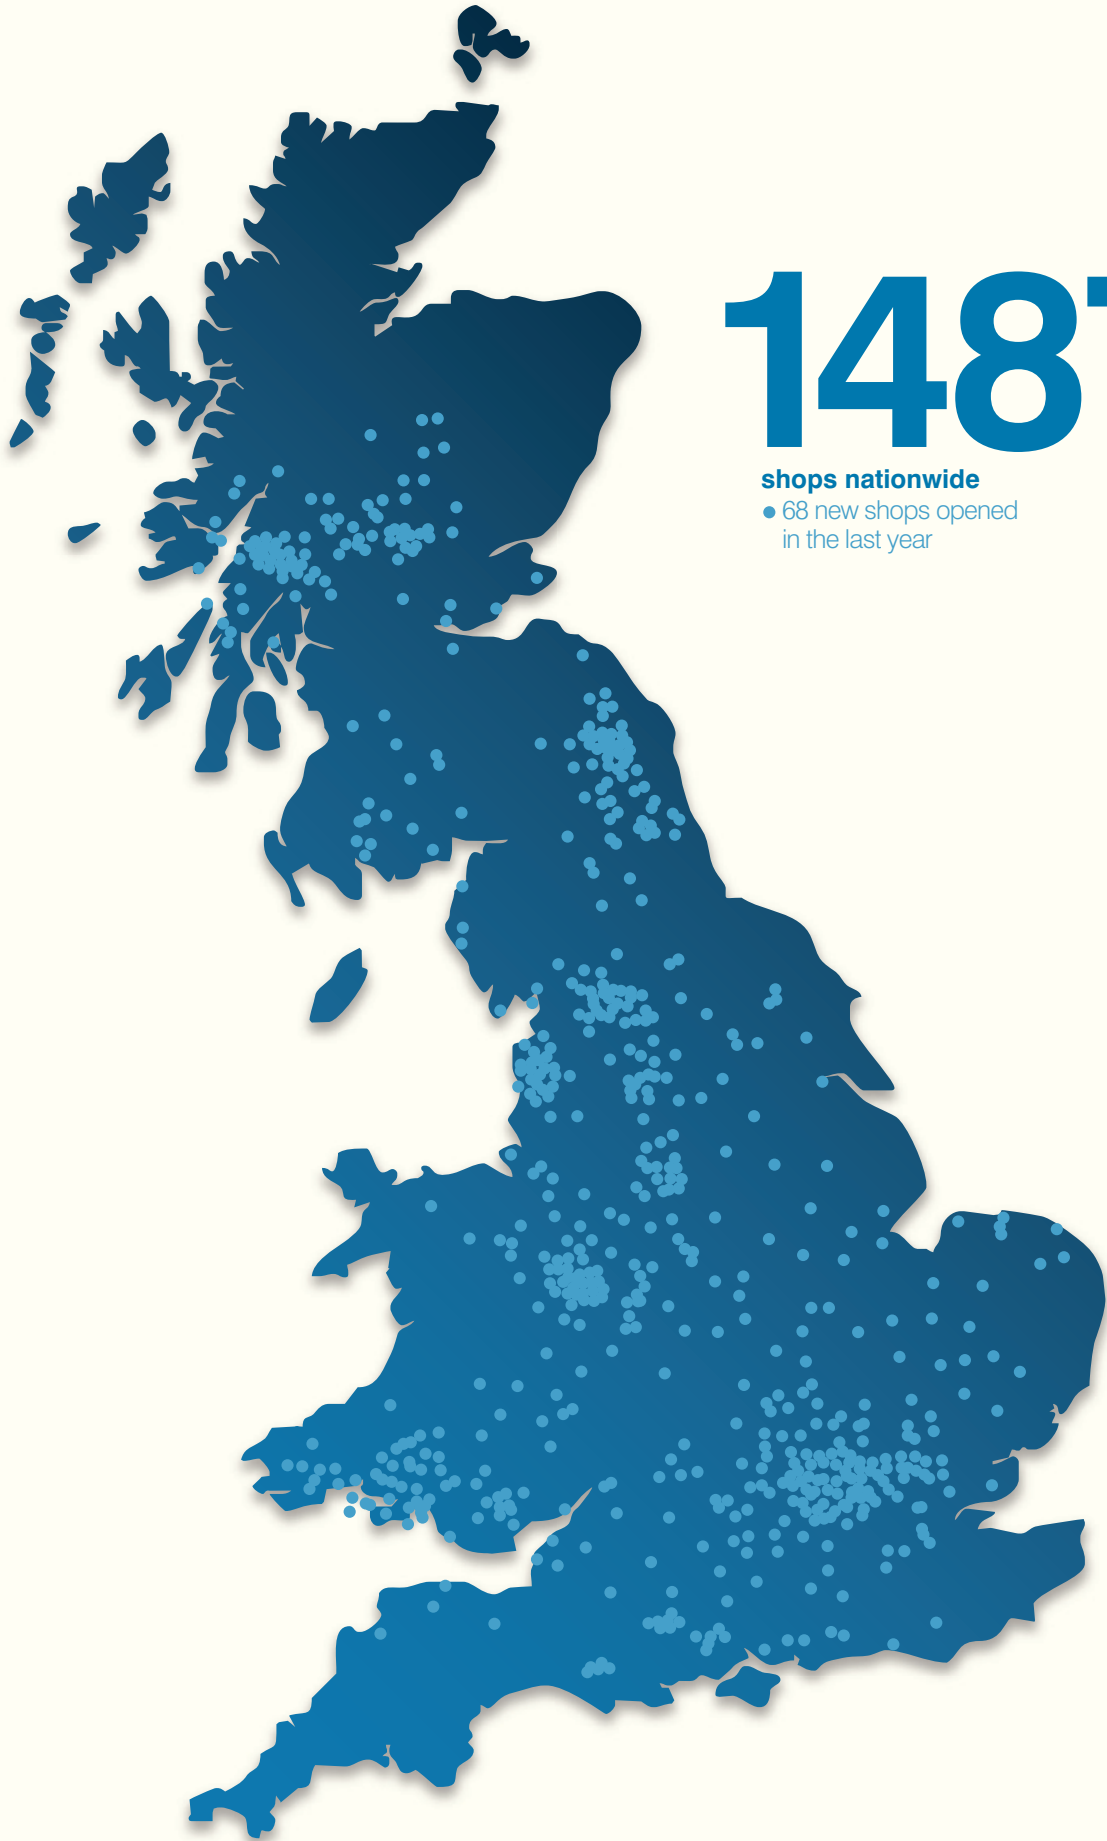 148
shops nationwide
68 new shops opened
in the last year